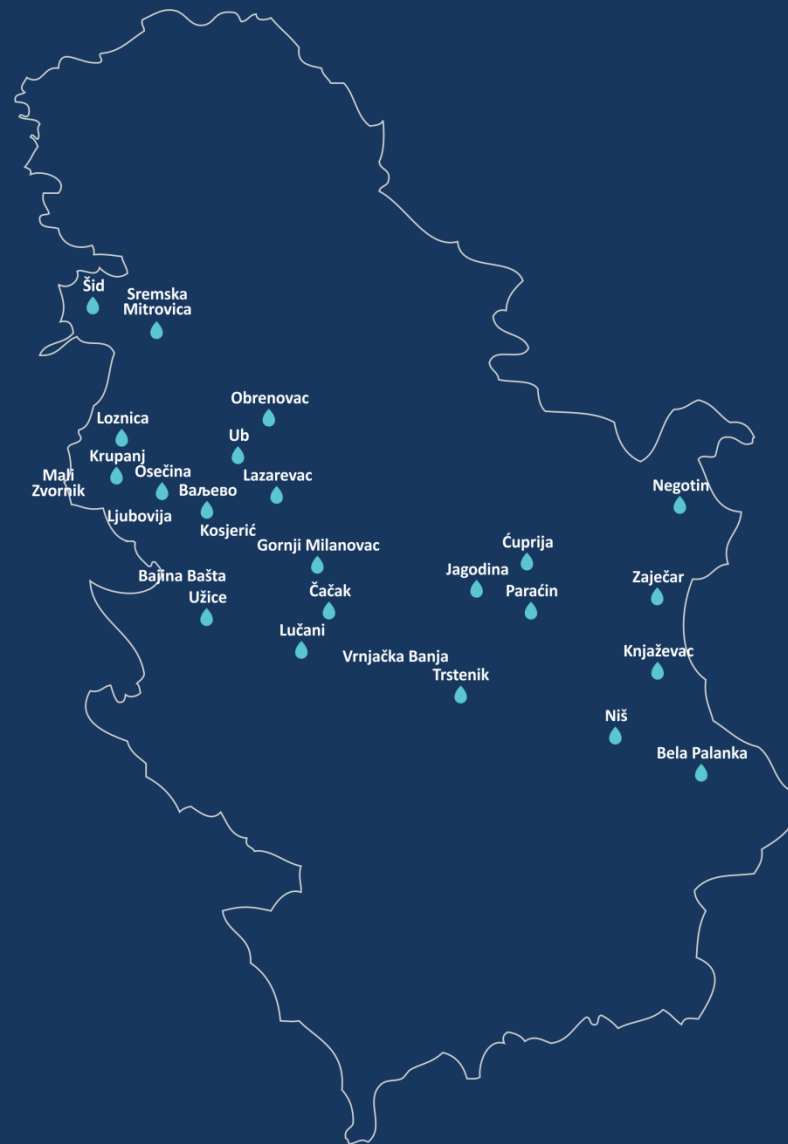 Šid
Sremska
Mitrovica
Obrenovac
Loznica
Ub
Krupanj
Mali
Zvornik
Osečina
Lazarevac
Ваљево
Negotin
Ljubovija
Kosjerić
Gornji Milanovac
Ćuprija
Jagodina
Bajina Bašta
Zaječar
Užice
Čačak
Paraćin
Lučani
Vrnjačka Banja
Knjaževac
Trstenik
Niš
Bela Palanka